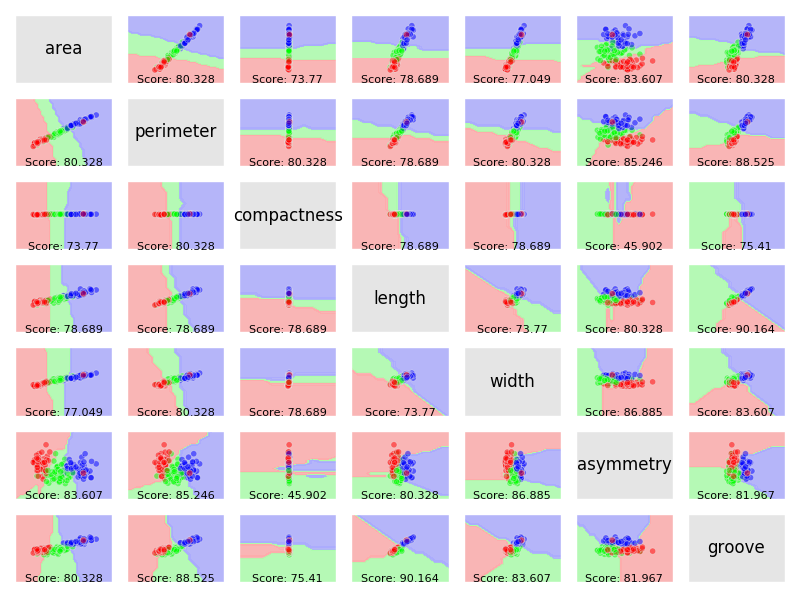 area
Score: 80.328
Score: 73.77
Score: 78.689
Score: 77.049
Score: 83.607
Score: 80.328
Score: 80.328
perimeter
Score: 80.328
Score: 78.689
Score: 80.328
Score: 85.246
Score: 88.525
Score: 73.77
Score: 80.328
compactness
Score: 78.689
Score: 78.689
Score: 45.902
Score: 75.41
Score: 78.689
Score: 78.689
Score: 78.689
length
Score: 73.77
Score: 80.328
Score: 90.164
Score: 77.049
Score: 80.328
Score: 78.689
Score: 73.77
width
Score: 86.885
Score: 83.607
Score: 83.607
Score: 85.246
Score: 45.902
Score: 80.328
Score: 86.885
asymmetry
Score: 81.967
Score: 80.328
Score: 88.525
Score: 75.41
Score: 90.164
Score: 83.607
Score: 81.967
groove